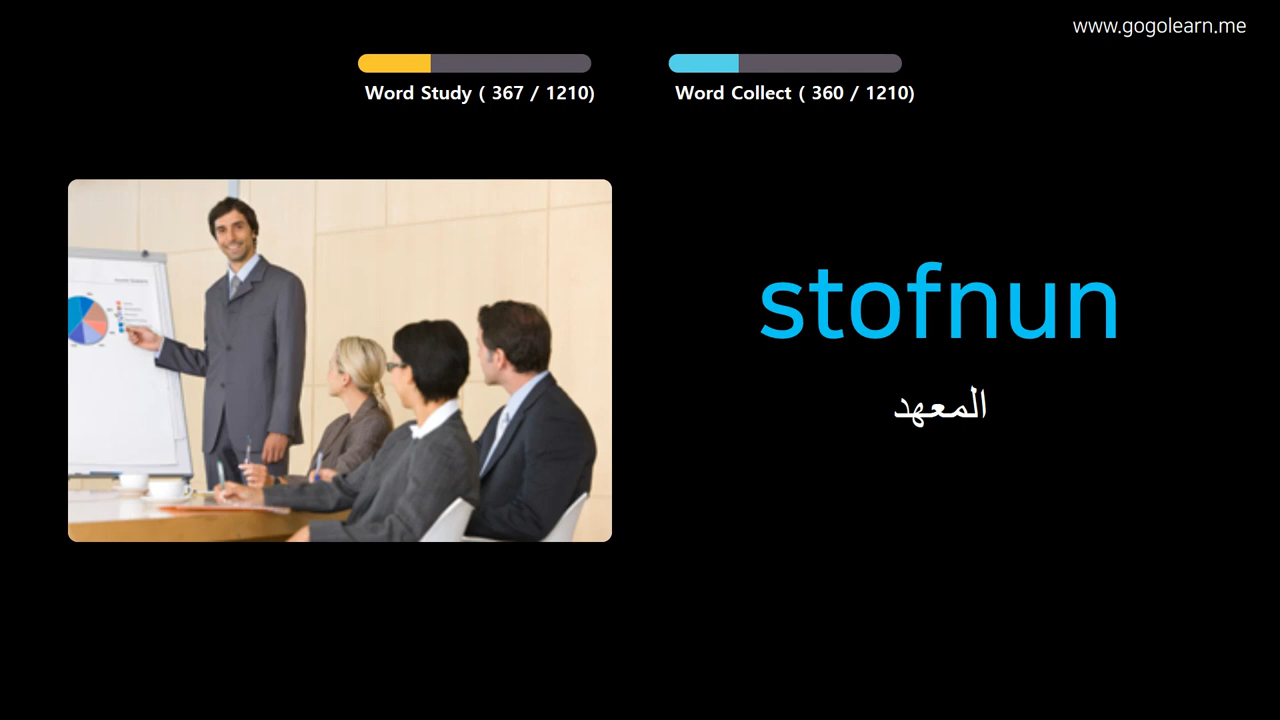 www.gogolearn.me
Word Study ( 367 / 1210)
Word Collect ( 360 / 1210)
stofnun
المعهد